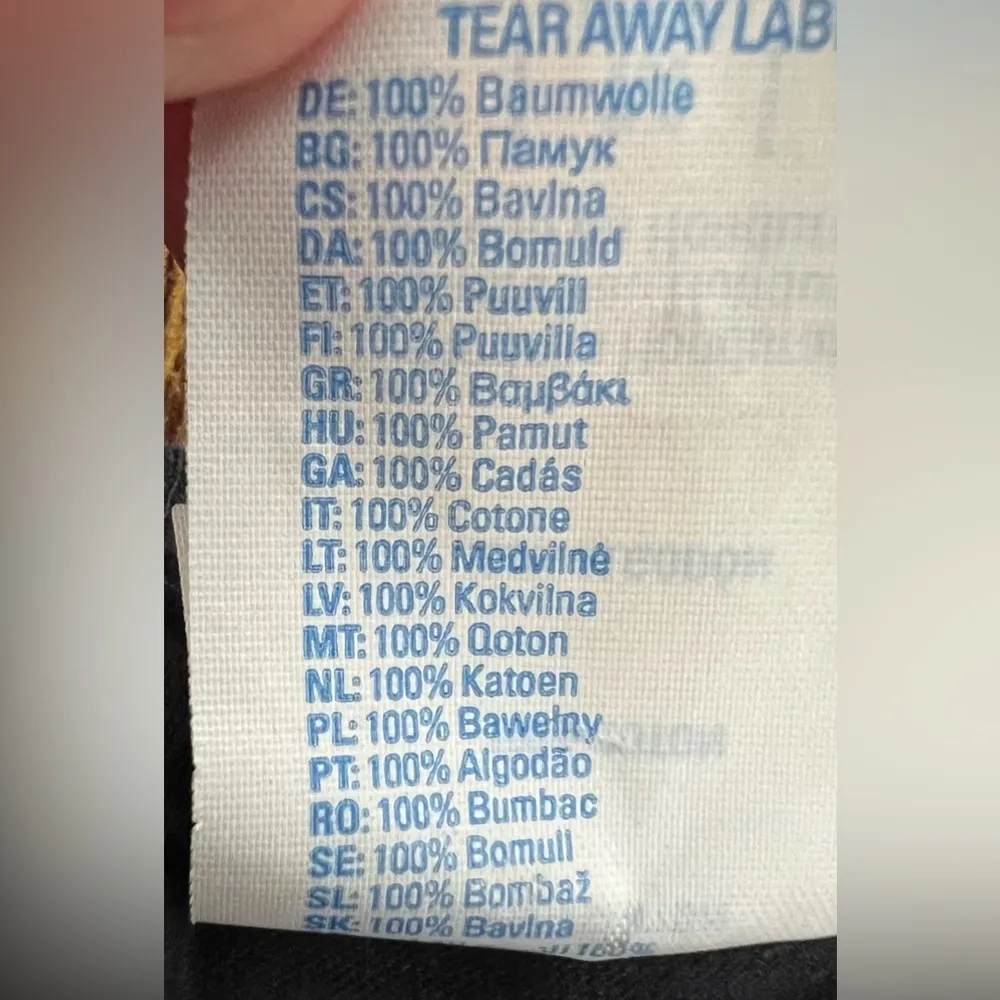 TEAR AWAY LAB
DE: 100% Baumwolle
BG: 100% Памук
CS: 100% Bavlna
DA: 100% Bomuld
ET: 100% Puuvill
FI: 100% Puuvilla
GR: 100% Βαμβάκι
HU: 100% Pamut
GA: 100% Cadás
IT: 100% Cotone
LT: 100% Medvilnė
LV: 100% Kokvilna
MT: 100% Qoton
NL: 100% Katoen
PL: 100% Bawełny
PT: 100% Algodão
RO: 100% Bumbac
SE: 100% Bomull
SL: 100% Bombaž
SK: 100% Bavlna